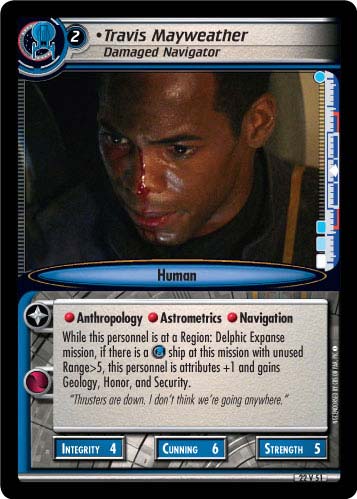 2
•Travis Mayweather
Damaged Navigator
Human
Anthropology Astrometrics Navigation
While this personnel is at a Region: Delphic Expanse
mission, if there is a ship at this mission with unused
Range>5, this personnel is attributes +1 and gains
Geology, Honor, and Security.
"Thrusters are down. I don't think we're going anywhere."
INTEGRITY 4 CUNNING 6 STRENGTH 5
22 V 51